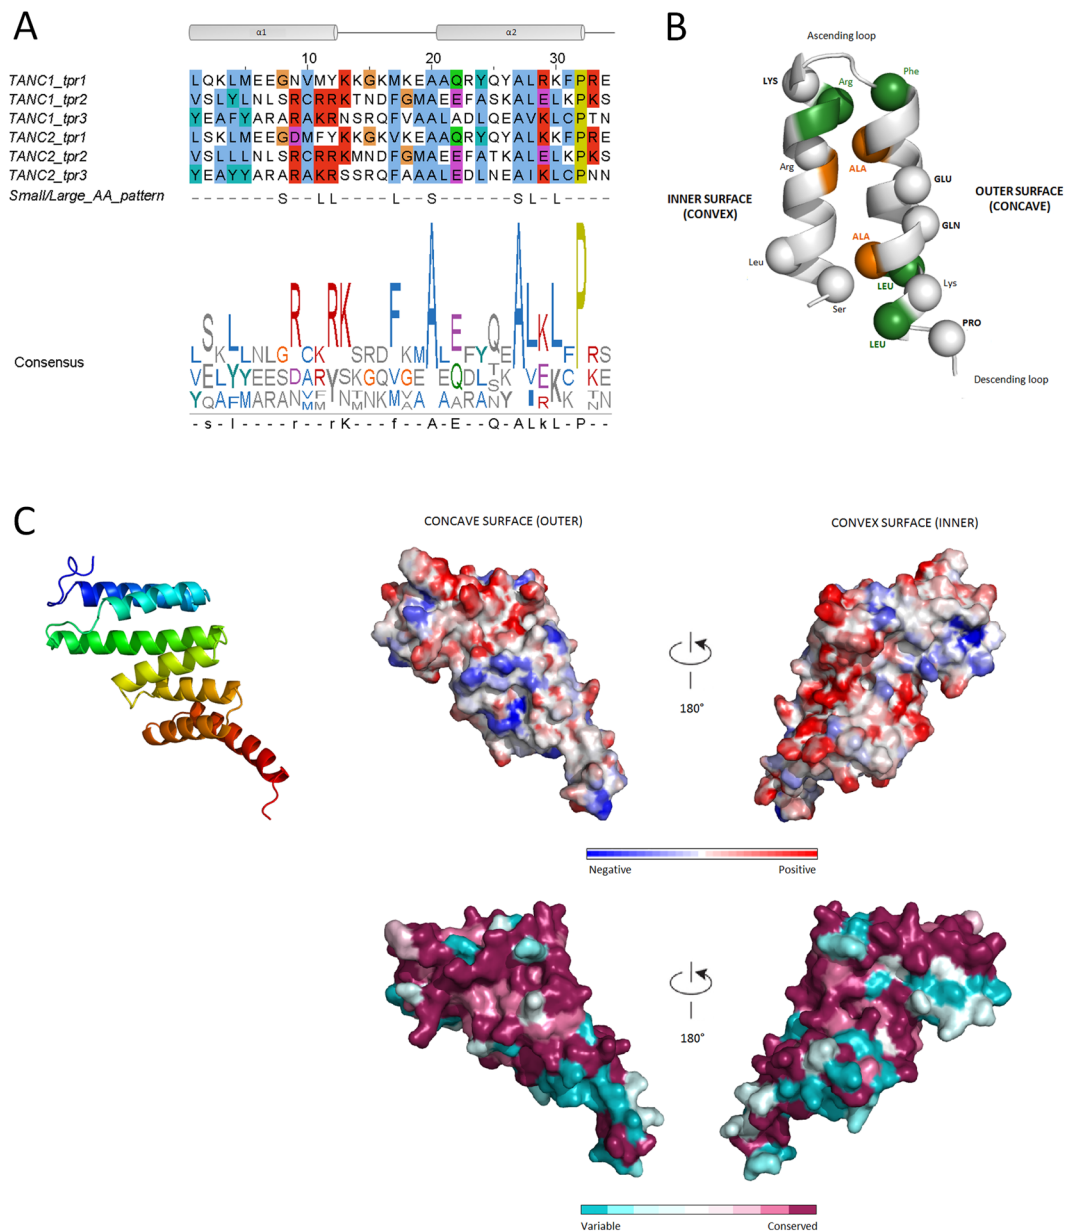 A
α1 α2
10 20 30
TANC1_tpr1 LQKLMEEGNVMYKKGKMKEAAQRYQYALRKFPRE
TANC1_tpr2 VSLYLNLSRCRRKTNDFGMAEEFASKALELKPKS
TANC1_tpr3 YEAFYARARAKRNSRQFVAALADLQEAVKLCPTN
TANC2_tpr1 LSKLMEEGDMFYKKGKVKEAAQRYQYALKKFPRE
TANC2_tpr2 VSLLLNLSRCRRKMNDFGMAEEFATKALELKPKS
TANC2_tpr3 YEAYYARARAKRSSRQFAAALEDLNEAIKLCPNN
Small/Large_AA_pattern -------S--LL----L--S------SL-L----
Consensus
-s-l----r--rK---f--A-E--Q-ALkL-P--
B
Ascending loop
LYS
Arg
Phe
Arg
ALA
GLU
INNER SURFACE
(CONVEX)
OUTER SURFACE
(CONCAVE)
GLN
ALA
Leu
LEU
Lys
Ser
PRO
LEU
Descending loop
C
CONCAVE SURFACE (OUTER)
CONVEX SURFACE (INNER)
180°
Negative Positive
180°
Variable Conserved